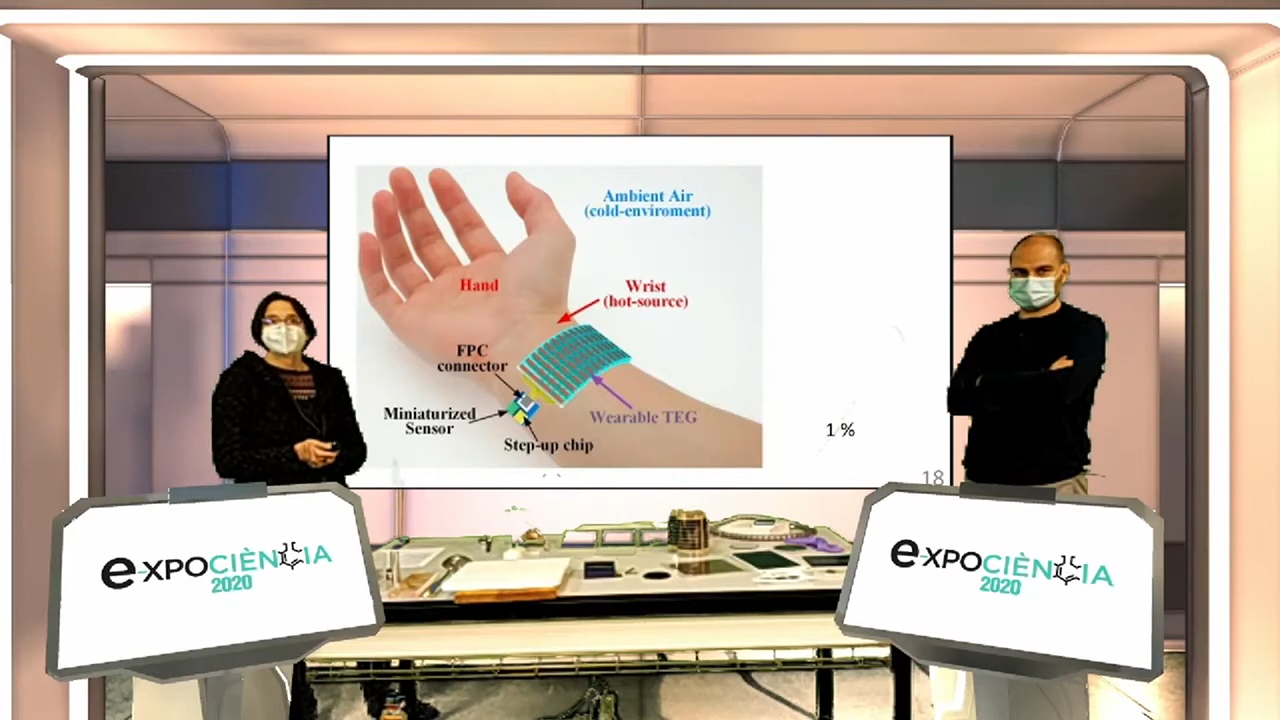 Ambient Air
(cold-enviroment)
Hand
Wrist
(hot-source)
FPC
connector
Miniaturized
Sensor
Wearable TEG
Step-up chip
1 %
18
eXPOCIÈNCIA
2020
eXPOCIÈNCIA
2020